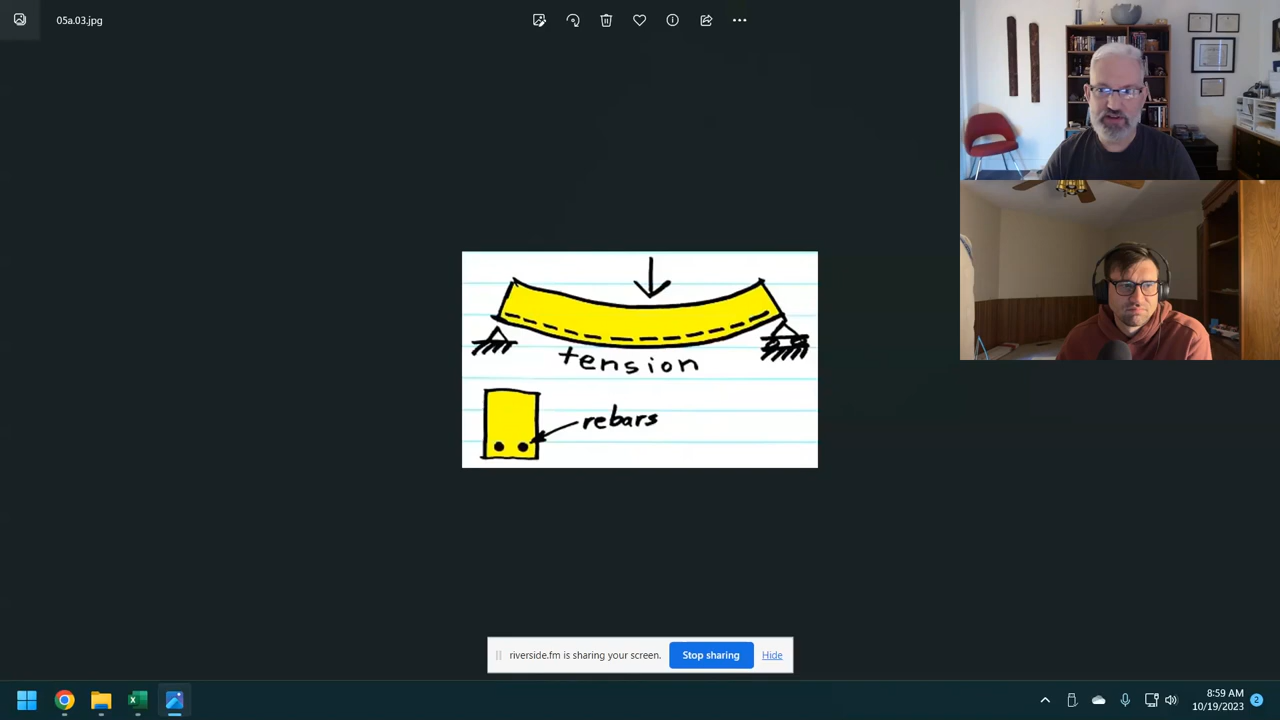 05a.03.jpg
tension
rebars
riverside.fm is sharing your screen.
Stop sharing
Hide
8:59 AM
10/19/2023
2